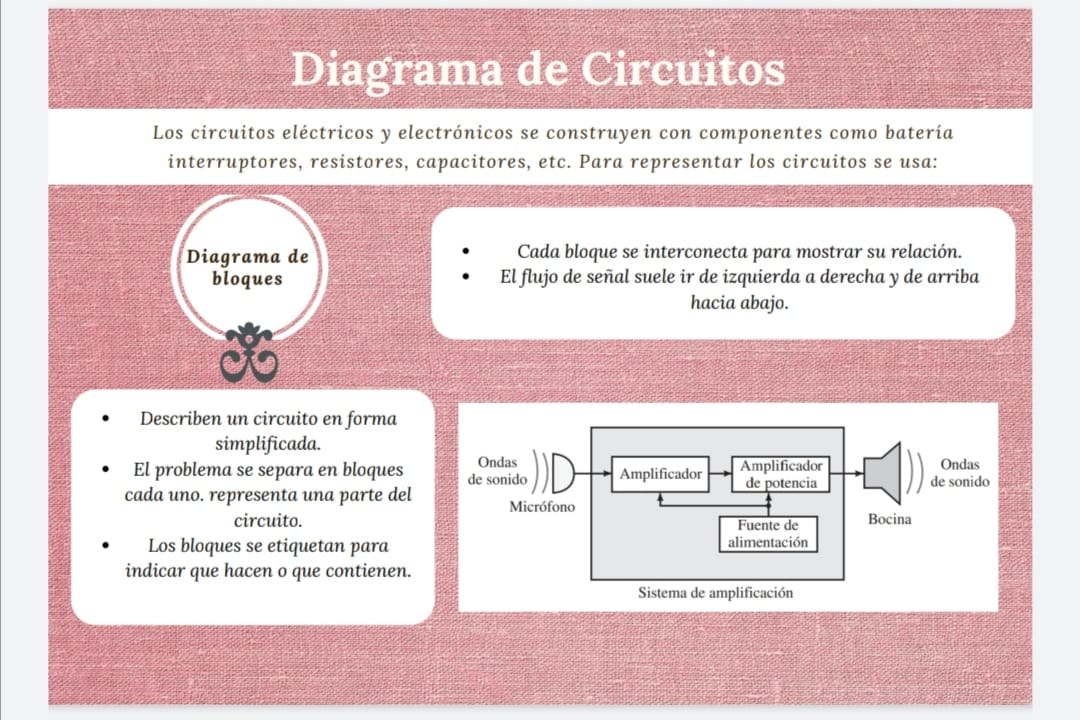 Diagrama de Circuitos
Los circuitos eléctricos y electrónicos se construyen con componentes como batería
interruptores, resistores, capacitores, etc. Para representar los circuitos se usa:
Diagrama de
bloques
• Cada bloque se interconecta para mostrar su relación.
• El flujo de señal suele ir de izquierda a derecha y de arriba
hacia abajo.
• Describen un circuito en forma
simplificada.
• El problema se separa en bloques
cada uno. representa una parte del
circuito.
• Los bloques se etiquetan para
indicar que hacen o que contienen.
Ondas
de sonido
Micrófono
Amplificador
Amplificador
de potencia
Fuente de
alimentación
Sistema de amplificación
Bocina
Ondas
de sonido